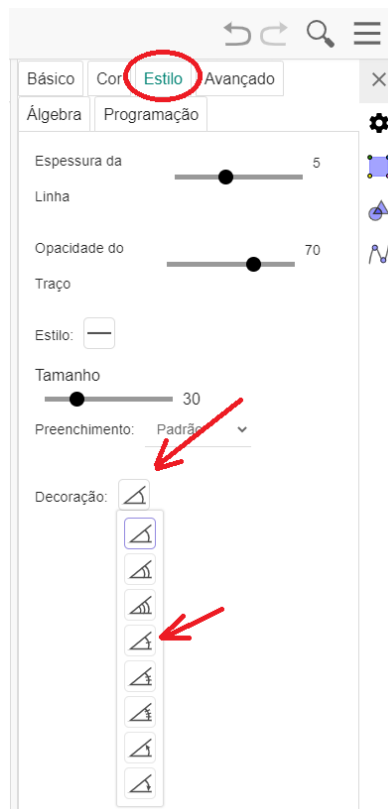 Básico Cor Estilo Avançado
Álgebra Programação
Espessura da 5
Linha
Opacidade do 70
Traço
Estilo:
Tamanho
30
Preenchimento: Padrão
Decoração: